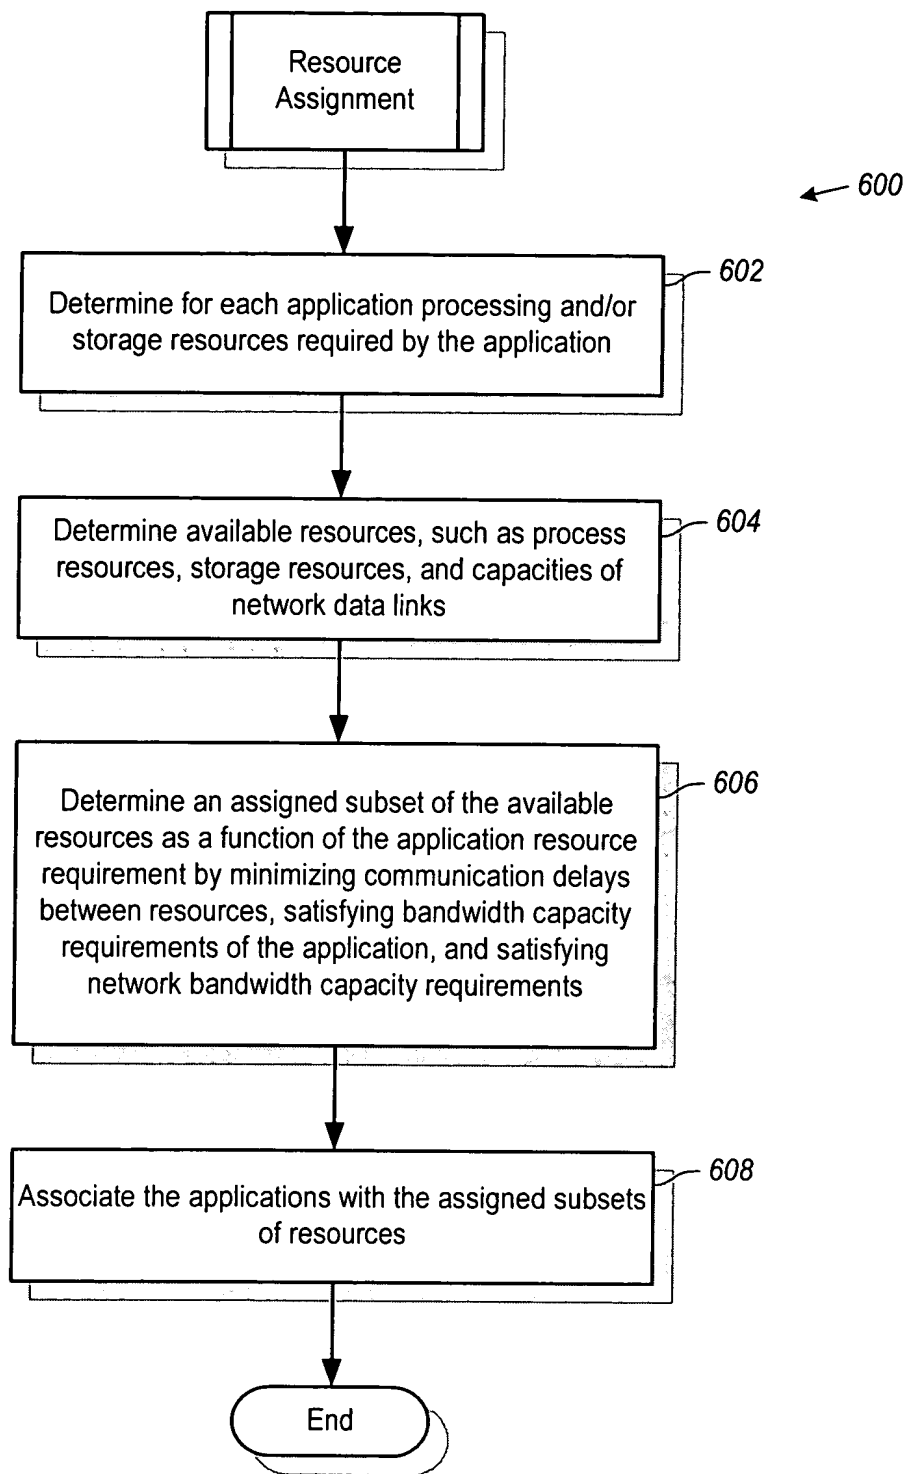 Resource
Assignment
600
602
Determine for each application processing and/or
storage resources required by the application
604
Determine available resources, such as process
resources, storage resources, and capacities of
network data links
606
Determine an assigned subset of the available
resources as a function of the application resource
requirement by minimizing communication delays
between resources, satisfying bandwidth capacity
requirements of the application, and satisfying
network bandwidth capacity requirements
608
Associate the applications with the assigned subsets
of resources
End